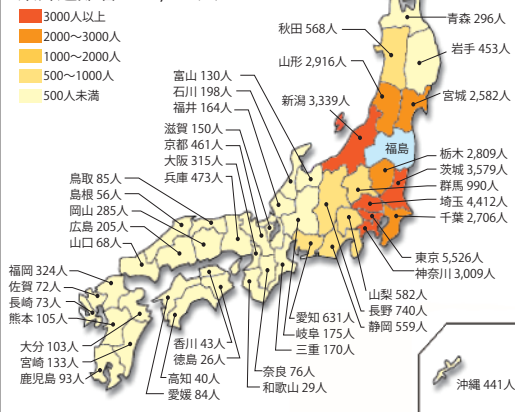 3000人以上
2000〜3000人
1000〜2000人
500〜1000人
500人未満
青森 296人
秋田 568人
岩手 453人
山形 2,916人
宮城 2,582人
富山 130人
石川 198人
福井 164人
新潟 3,339人
滋賀 150人
京都 461人
大阪 315人
兵庫 473人
福島
栃木 2,809人
茨城 3,579人
群馬 990人
埼玉 4,412人
千葉 2,706人
鳥取 85人
島根 56人
岡山 285人
広島 205人
山口 68人
東京 5,526人
神奈川 3,009人
福岡 324人
佐賀 72人
長崎 73人
熊本 105人
山梨 582人
長野 740人
静岡 559人
愛知 631人
岐阜 175人
三重 170人
大分 103人
宮崎 133人
鹿児島 93人
香川 43人
徳島 26人
高知 40人
愛媛 84人
奈良 76人
和歌山 29人
沖縄 441人